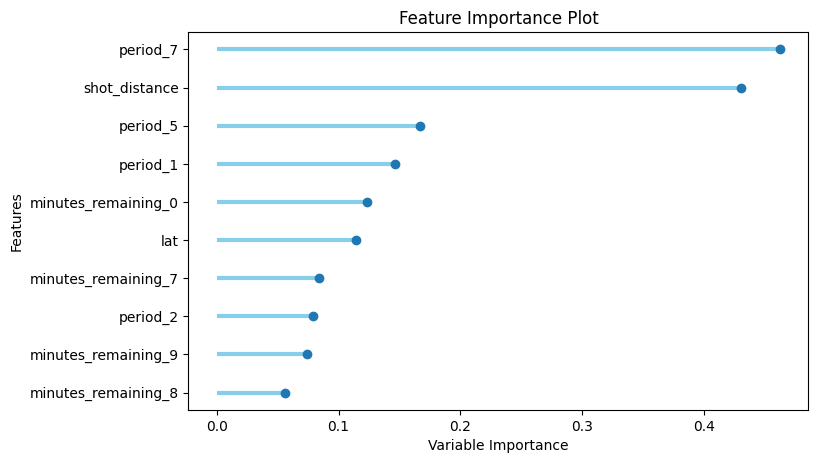 Feature Importance Plot
Features
period_7
shot_distance
period_5
period_1
minutes_remaining_0
lat
minutes_remaining_7
period_2
minutes_remaining_9
minutes_remaining_8
0.0 0.1 0.2 0.3 0.4
Variable Importance